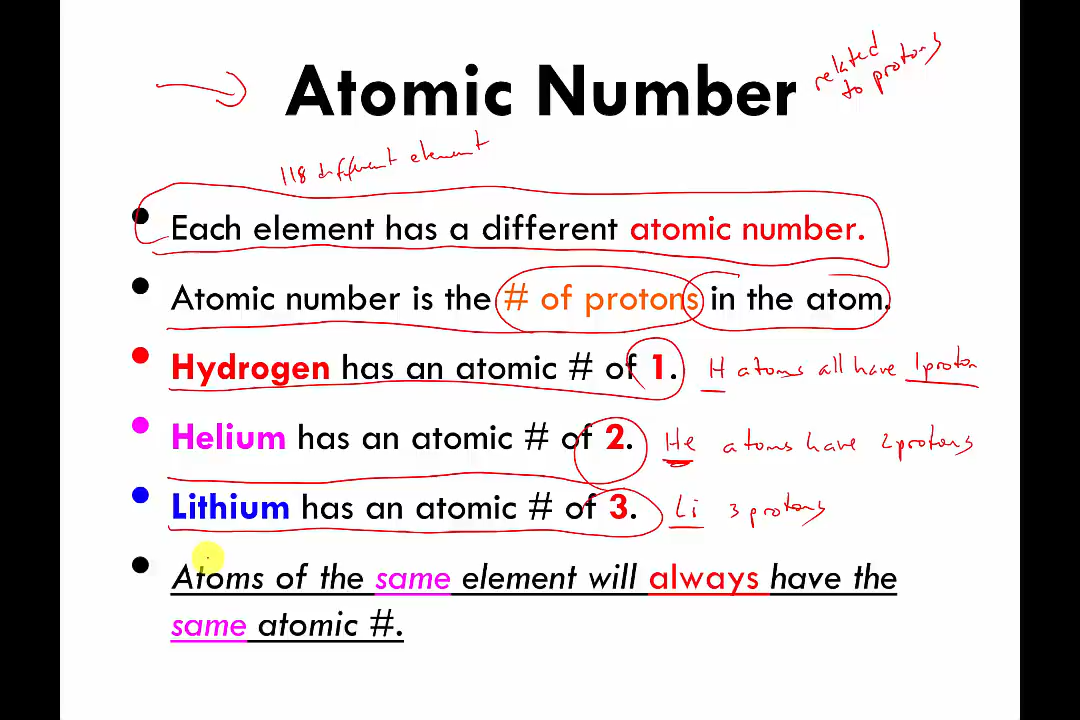 Atomic Number
related to protons
118 different element
• Each element has a different atomic number.
• Atomic number is the # of protons in the atom.
• Hydrogen has an atomic # of 1. H atoms all have 1 proton
• Helium has an atomic # of 2. He atoms have 2 protons
• Lithium has an atomic # of 3. Li 3 protons
• Atoms of the same element will always have the
same atomic #.